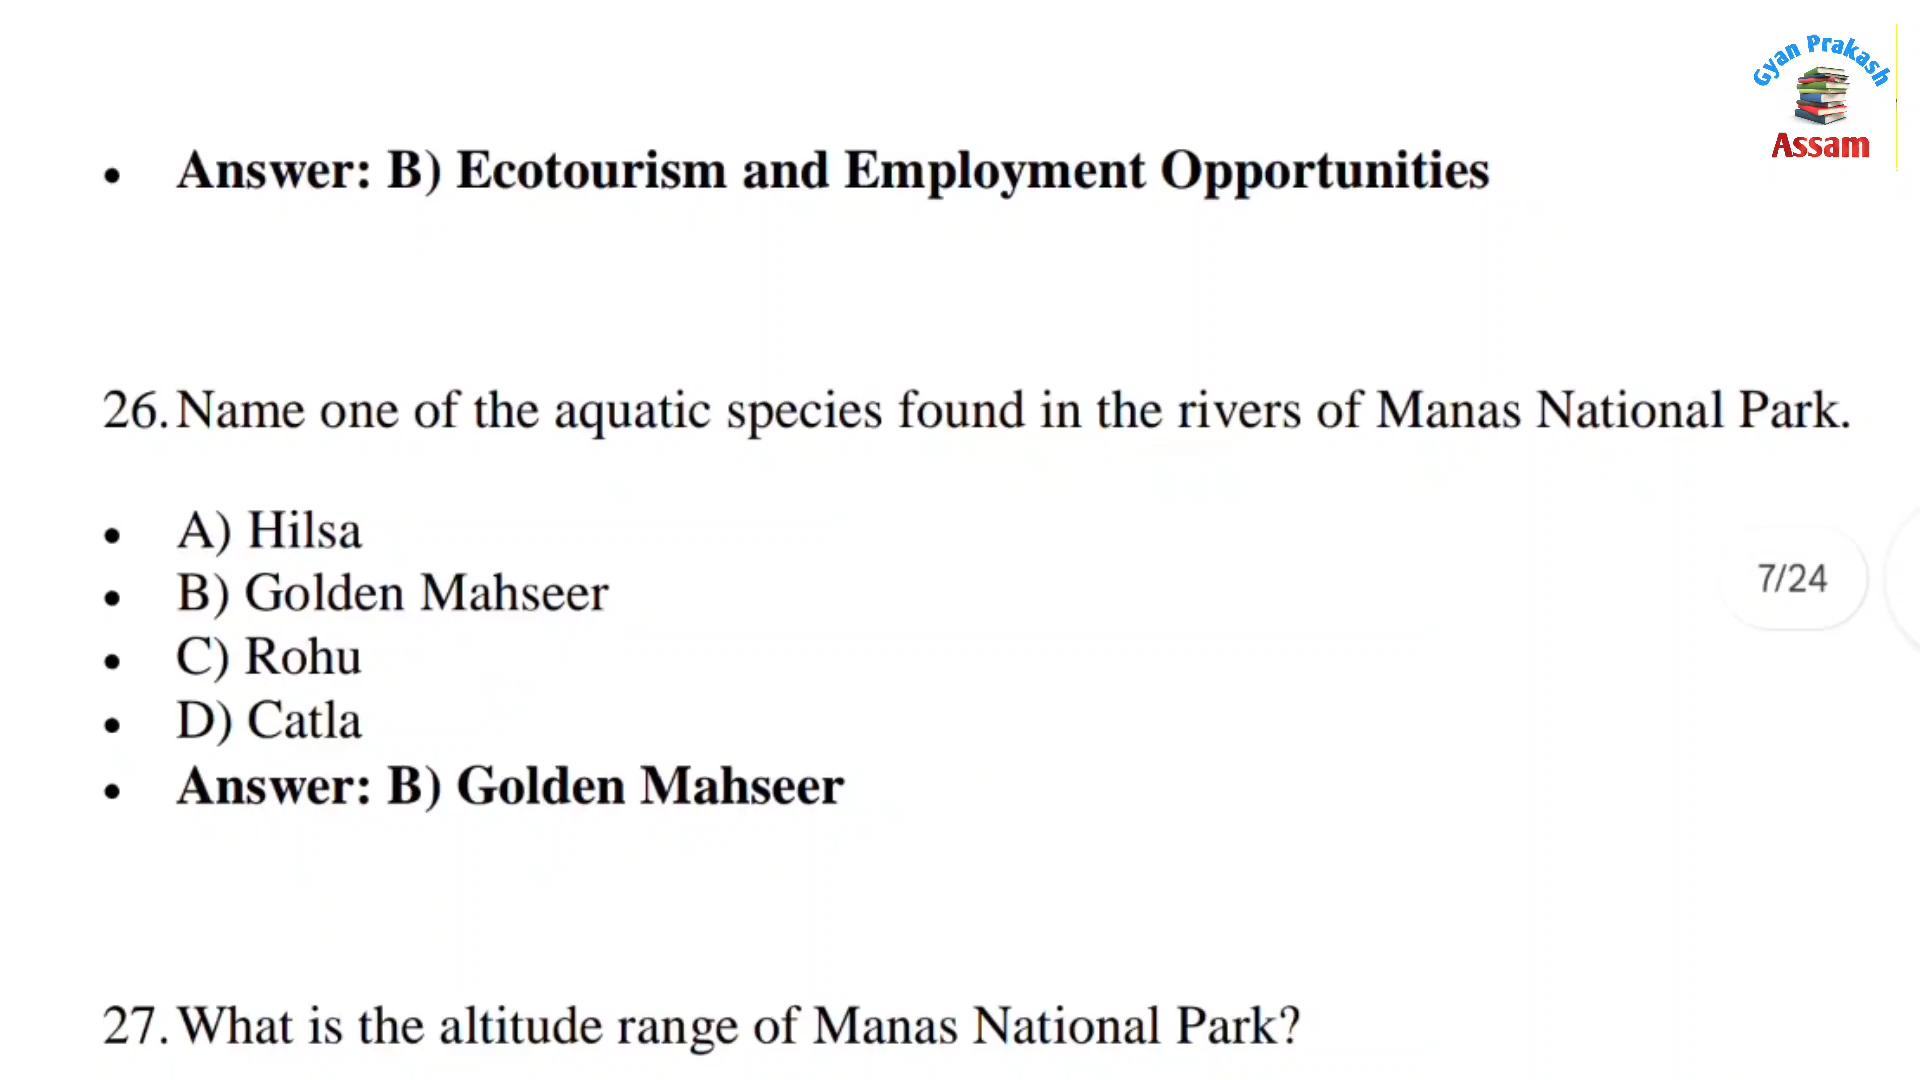 Gyan Prakash
Assam
• Answer: B) Ecotourism and Employment Opportunities
26. Name one of the aquatic species found in the rivers of Manas National Park.
• A) Hilsa
• B) Golden Mahseer
7/24
• C) Rohu
• D) Catla
• Answer: B) Golden Mahseer
27. What is the altitude range of Manas National Park?